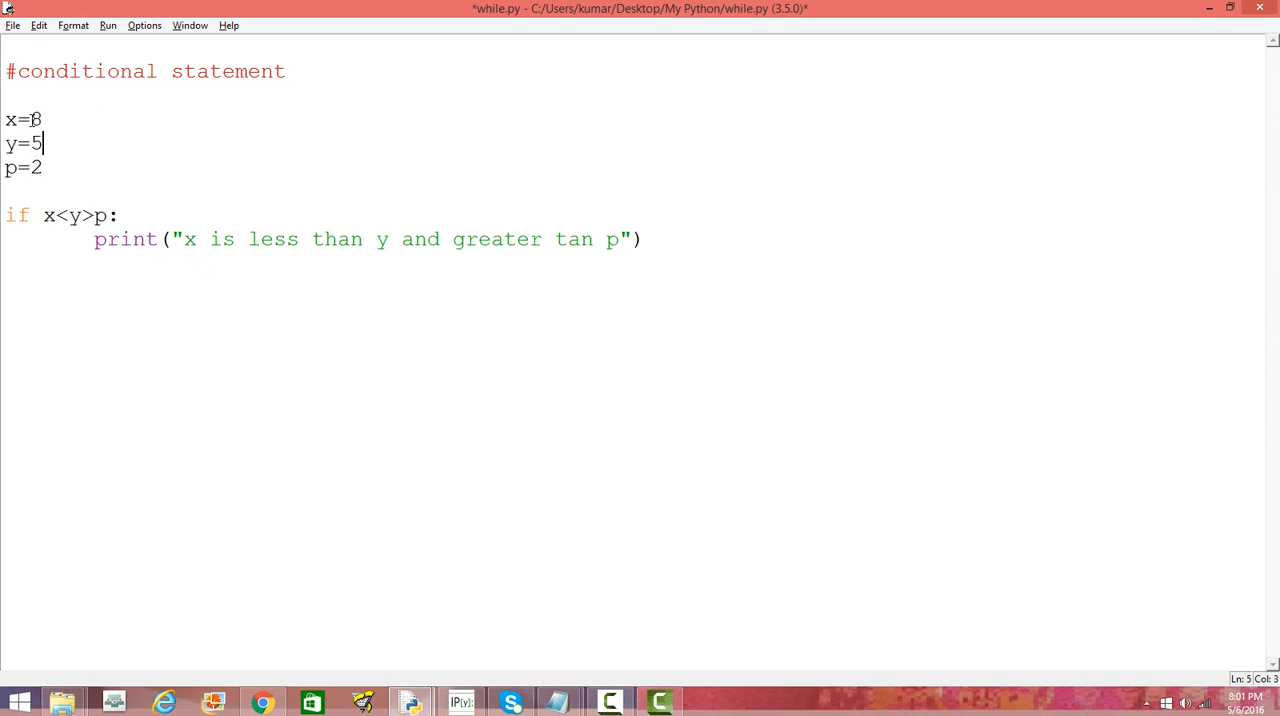 *while.py - C:/Users/kumar/Desktop/My Python/while.py (3.5.0)*
File Edit Format Run Options Window Help
#conditional statement
x=8
y=5
p=2
if x<y>p:
print("x is less than y and greater tan p")
Ln: 5 Col: 3
IP[y]:
8:01 PM
5/6/2016